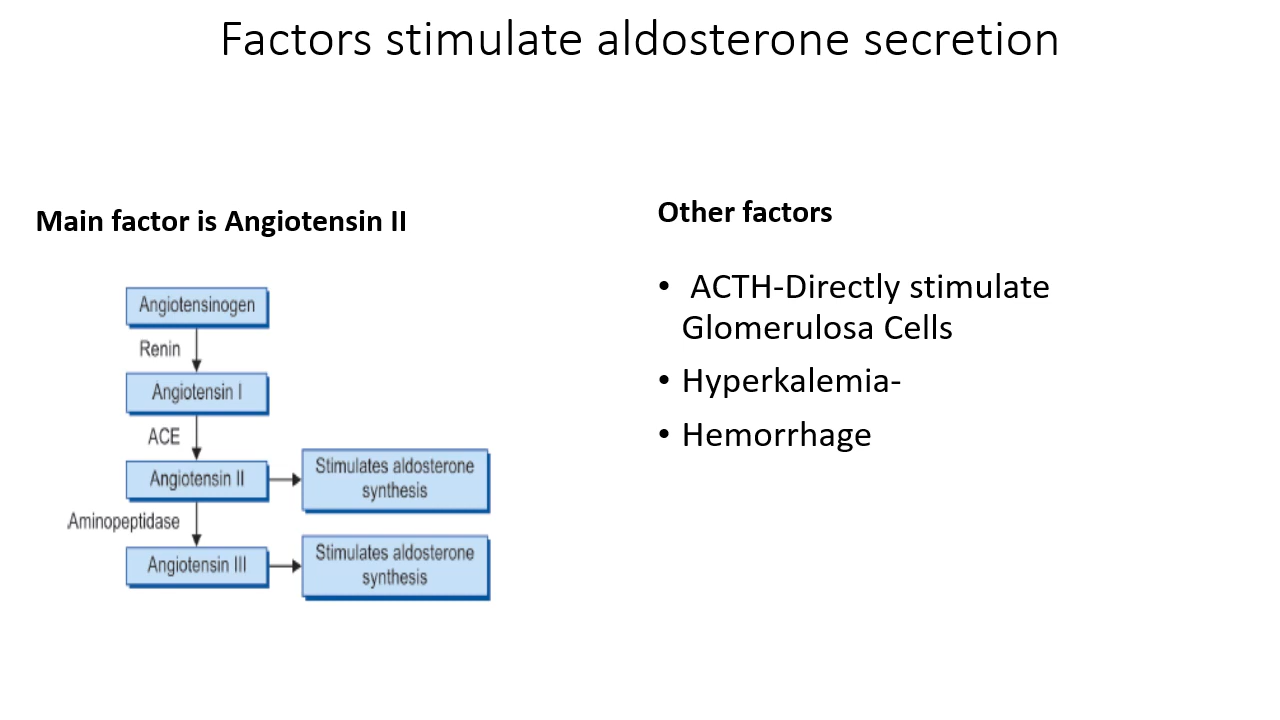 Factors stimulate aldosterone secretion
Main factor is Angiotensin II
Angiotensinogen
Renin
Angiotensin I
ACE
Angiotensin II
Stimulates aldosterone
synthesis
Aminopeptidase
Angiotensin III
Stimulates aldosterone
synthesis
Other factors
• ACTH-Directly stimulate
Glomerulosa Cells
• Hyperkalemia-
• Hemorrhage